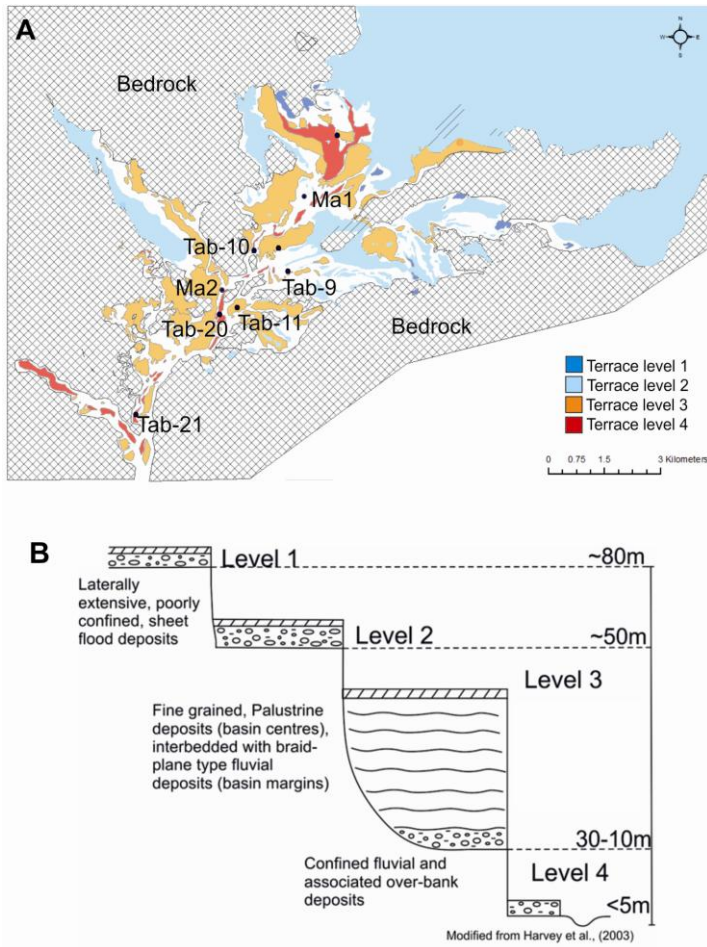 A
N
W E
S
Bedrock
Ma1
Tab-10
Tab-9
Ma2
Tab-20
Tab-11
Bedrock
Tab-21
Terrace level 1
Terrace level 2
Terrace level 3
Terrace level 4
0 0.75 1.5 3 Kilometers
B
Level 1
~80m
Laterally
extensive, poorly
confined, sheet
flood deposits
Level 2
~50m
Level 3
Fine grained, Palustrine
deposits (basin centres),
interbedded with braid-
plane type fluvial
deposits (basin margins)
30-10m
Confined fluvial and
associated over-bank
deposits
Level 4
<5m
Modified from Harvey et al., (2003)